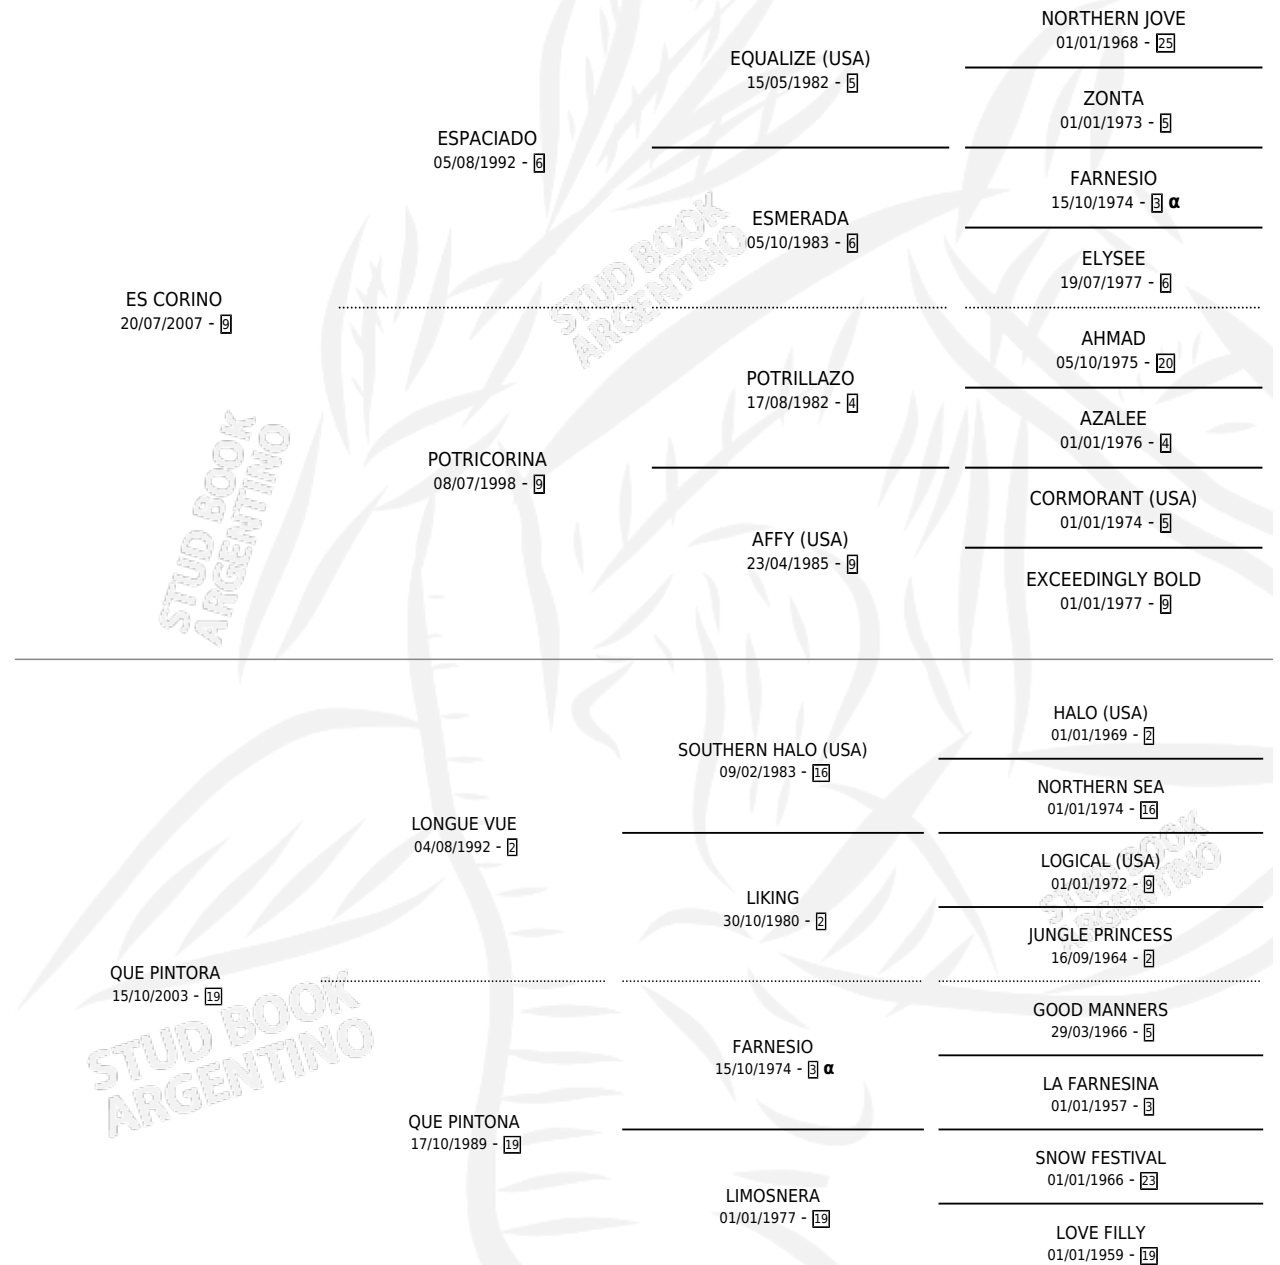 NORTHERN JOVE
01/01/1968 - 25
EQUALIZE (USA)
15/05/1982 - 5
ZONTA
01/01/1973 - 5
ESPACIADO
05/08/1992 - 6
FARNESIO
15/10/1974 - 3 α
ESMERADA
05/10/1983 - 6
ELYSEE
19/07/1977 - 6
ES CORINO
20/07/2007 - 9
AHMAD
05/10/1975 - 20
POTRILLAZO
17/08/1982 - 4
AZALEE
01/01/1976 - 4
POTRICORINA
08/07/1998 - 9
CORMORANT (USA)
01/01/1974 - 5
AFFY (USA)
23/04/1985 - 9
EXCEEDINGLY BOLD
01/01/1977 - 9
HALO (USA)
01/01/1969 - 2
SOUTHERN HALO (USA)
09/02/1983 - 16
NORTHERN SEA
01/01/1974 - 16
LONGUE VUE
04/08/1992 - 2
LOGICAL (USA)
01/01/1972 - 9
LIKING
30/10/1980 - 2
JUNGLE PRINCESS
16/09/1964 - 2
QUE PINTORA
15/10/2003 - 19
GOOD MANNERS
29/03/1966 - 5
FARNESIO
15/10/1974 - 3 α
LA FARNESINA
01/01/1957 - 3
QUE PINTONA
17/10/1989 - 19
SNOW FESTIVAL
01/01/1966 - 23
LIMOSNERA
01/01/1977 - 19
LOVE FILLY
01/01/1959 - 19
STUD BOOK
ARGENTINO
STUD BOOK
ARGENTINO
STUD BOOK
ARGENTINO
STUD BOOK
ARGENTINO